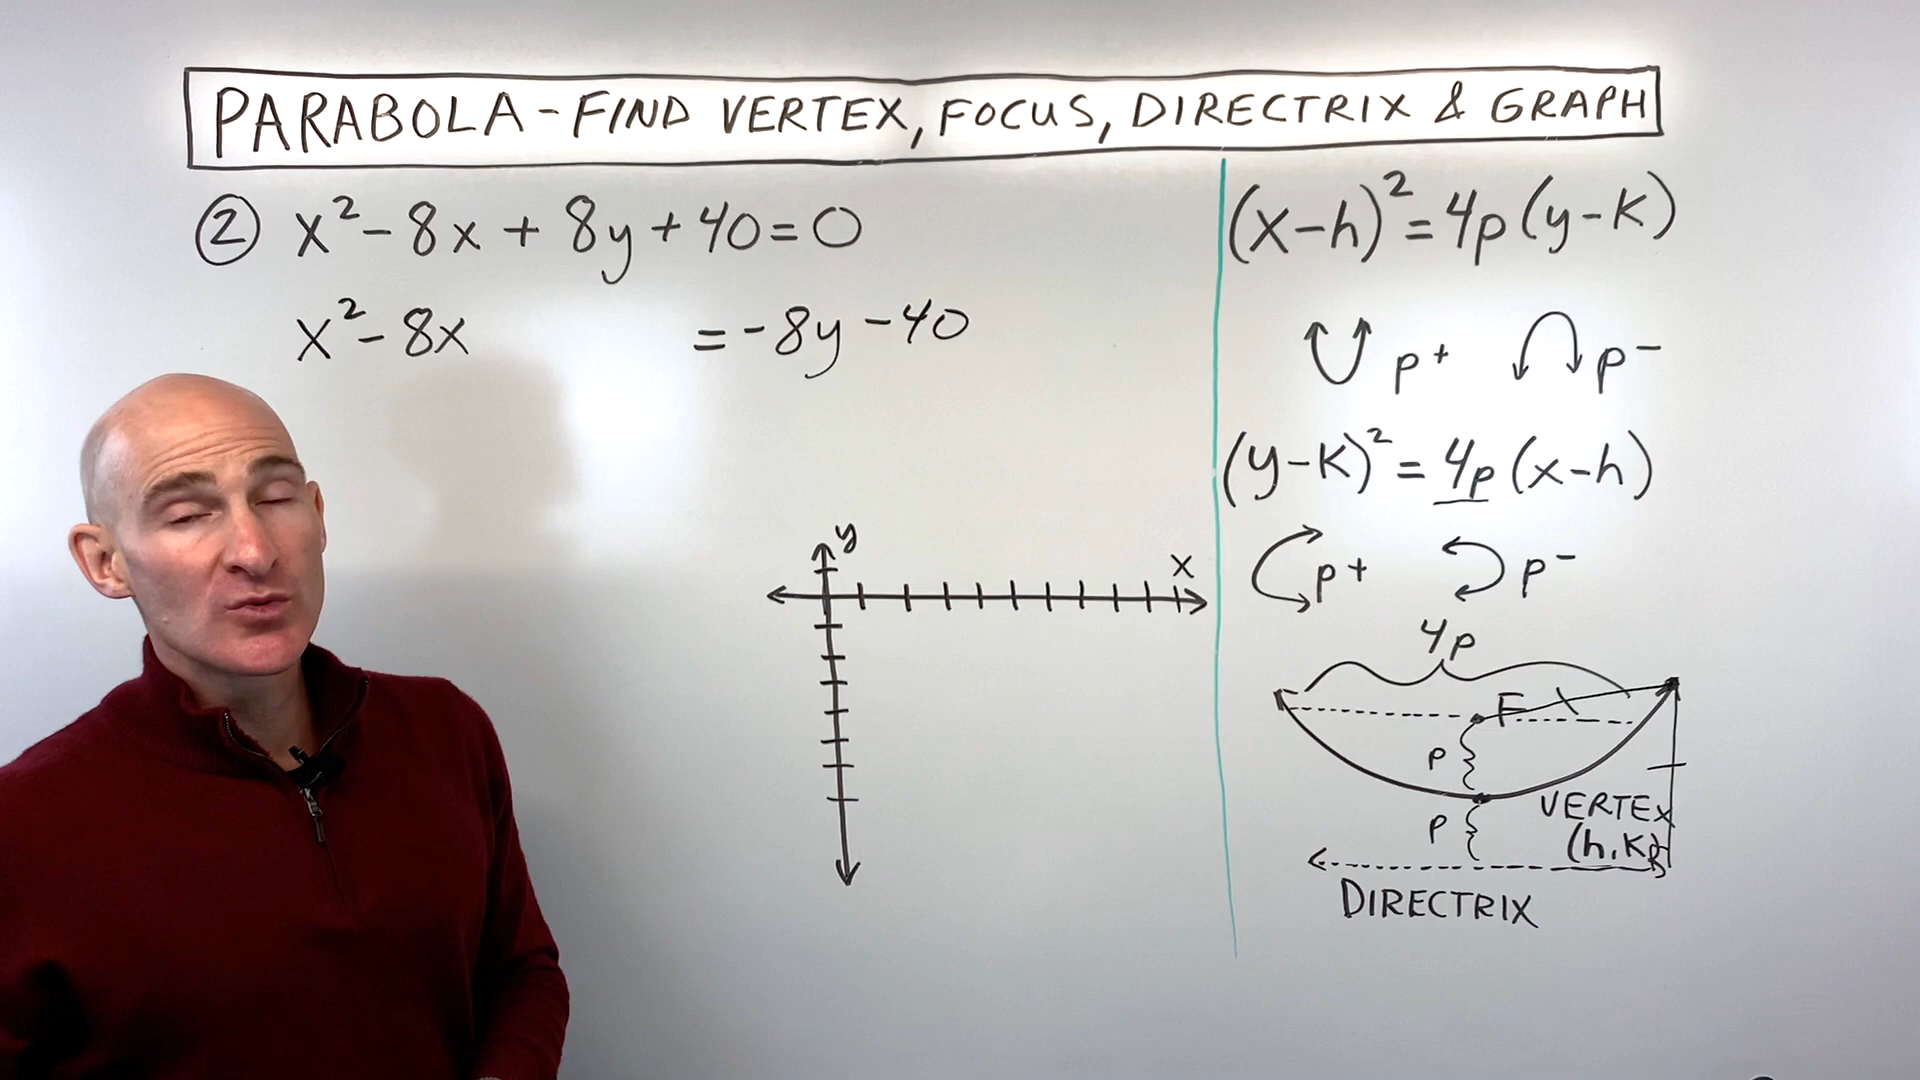 PARABOLA - FIND VERTEX, FOCUS, DIRECTRIX & GRAPH
② x² - 8x + 8y + 40 = 0
x² - 8x = -8y - 40
y
x
(x-h)² = 4p(y-k)
p+ p-
(y-k)² = 4p(x-h)
p+ p-
4p
F
p
VERTEX
p
(h,k)
DIRECTRIX